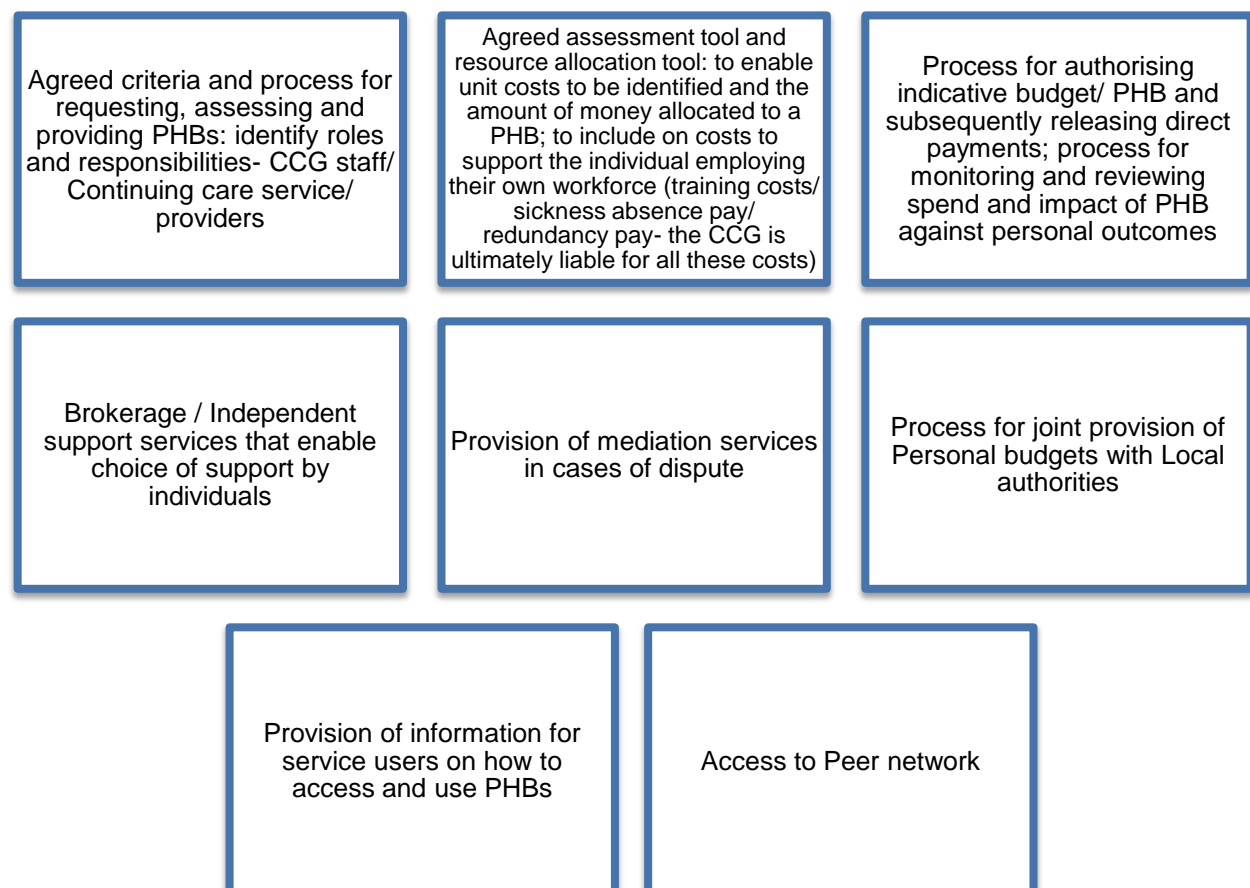 Agreed criteria and process for
requesting, assessing and
providing PHBs: identify roles
and responsibilities- CCG staff/
Continuing care service/
providers
Agreed assessment tool and
resource allocation tool: to enable
unit costs to be identified and the
amount of money allocated to a
PHB; to include on costs to
support the individual employing
their own workforce (training costs/
sickness absence pay/
redundancy pay- the CCG is
ultimately liable for all these costs)
Process for authorising
indicative budget/ PHB and
subsequently releasing direct
payments; process for
monitoring and reviewing
spend and impact of PHB
against personal outcomes
Brokerage / Independent
support services that enable
choice of support by
individuals
Provision of mediation services
in cases of dispute
Process for joint provision of
Personal budgets with Local
authorities
Provision of information for
service users on how to
access and use PHBs
Access to Peer network